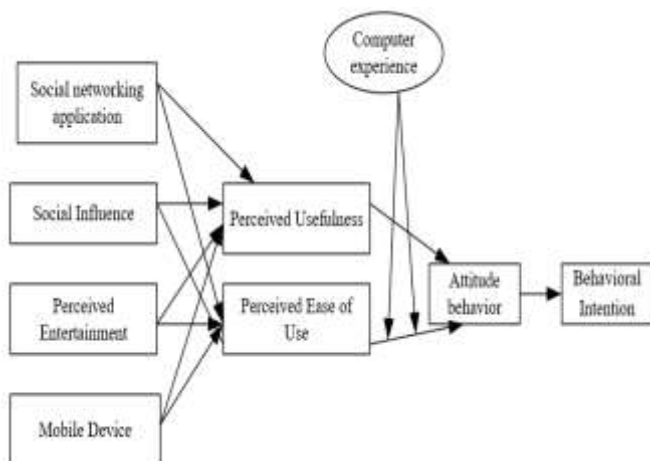 Computer
experience
Social networking
application
Social Influence
Perceived Usefulness
Perceived
Entertainment
Perceived Ease of
Use
Attitude
behavior
Behavioral
Intention
Mobile Device